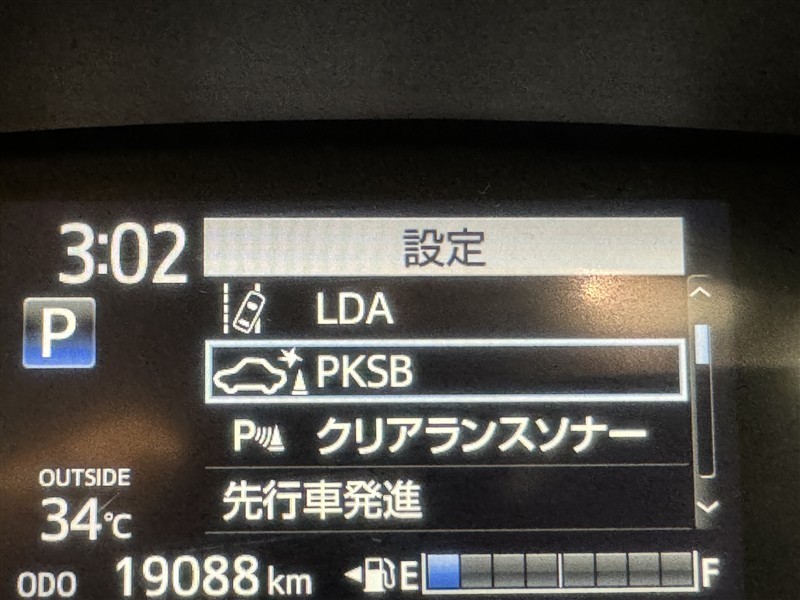 3:02
設定
P
LDA
PKSB
P クリアランスソナー
先行車発進
OUTSIDE
34℃
ODO 19088 km E F